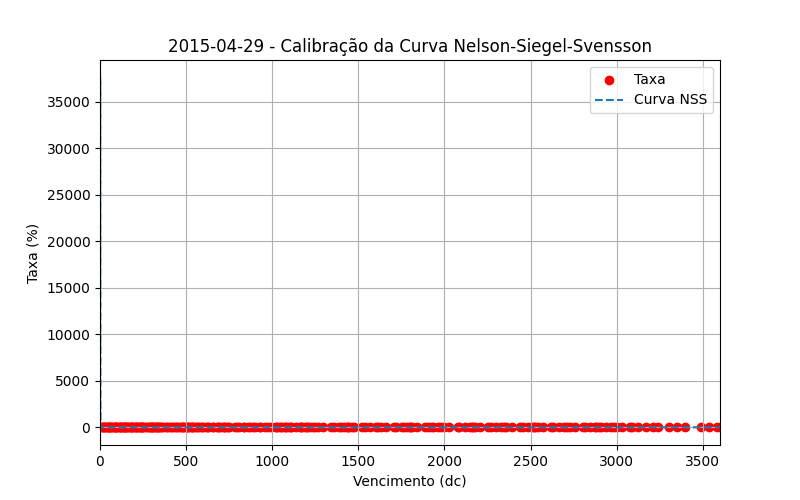 2015-04-29 - Calibração da Curva Nelson-Siegel-Svensson
Taxa
Curva NSS
35000
30000
25000
20000
15000
10000
5000
0
Taxa (%)
0 500 1000 1500 2000 2500 3000 3500
Vencimento (dc)